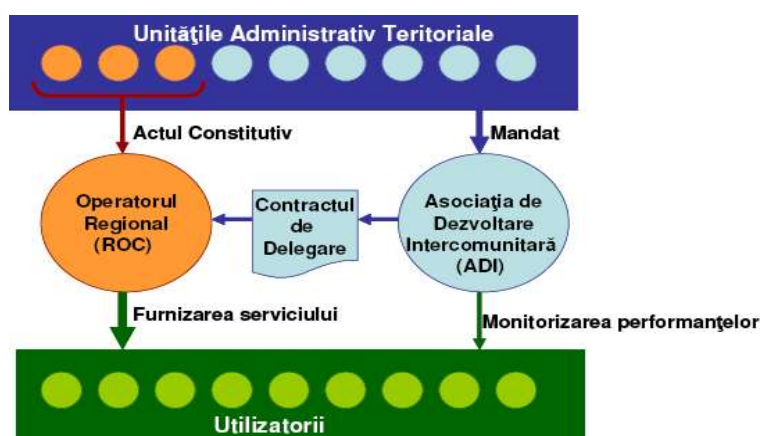 Unităţile Administrativ Teritoriale
Actul Constitutiv
Mandat
Operatorul
Regional
(ROC)
Contractul
de
Delegare
Asociaţia de
Dezvoltare
Intercomunitară
(ADI)
Furnizarea serviciului
Monitorizarea performanţelor
Utilizatorii